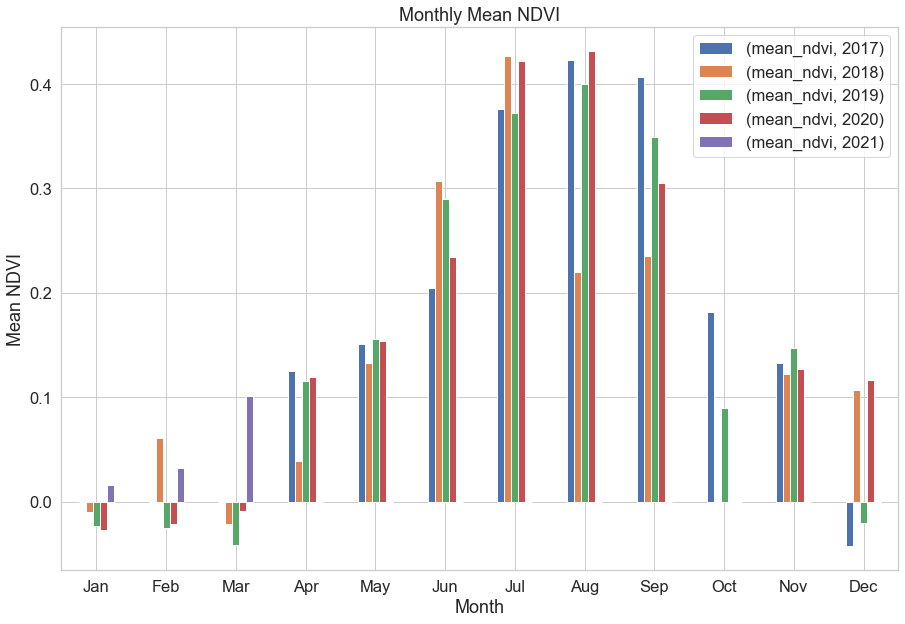 Monthly Mean NDVI
(mean_ndvi, 2017)
(mean_ndvi, 2018)
(mean_ndvi, 2019)
(mean_ndvi, 2020)
(mean_ndvi, 2021)
Mean NDVI
0.4
0.3
0.2
0.1
0.0
Jan Feb Mar Apr May Jun Jul Aug Sep Oct Nov Dec
Month